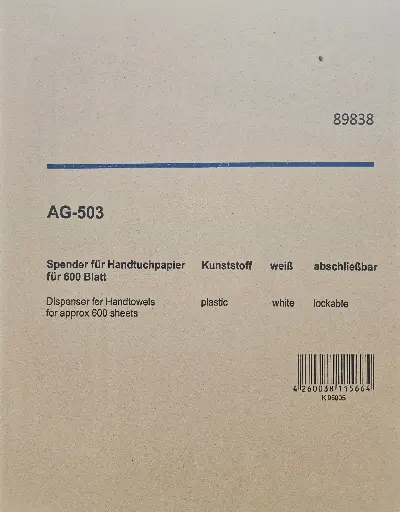 89838
AG-503
Spender für Handtuchpapier Kunststoff weiß abschließbar
für 600 Blatt
Dispenser for Handtowels plastic white lockable
for approx 600 sheets
4 260038 115664
K 05005